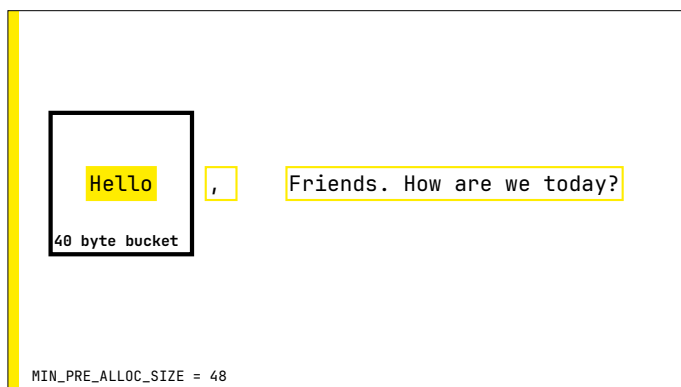 Hello , Friends. How are we today?
40 byte bucket
MIN_PRE_ALLOC_SIZE = 48